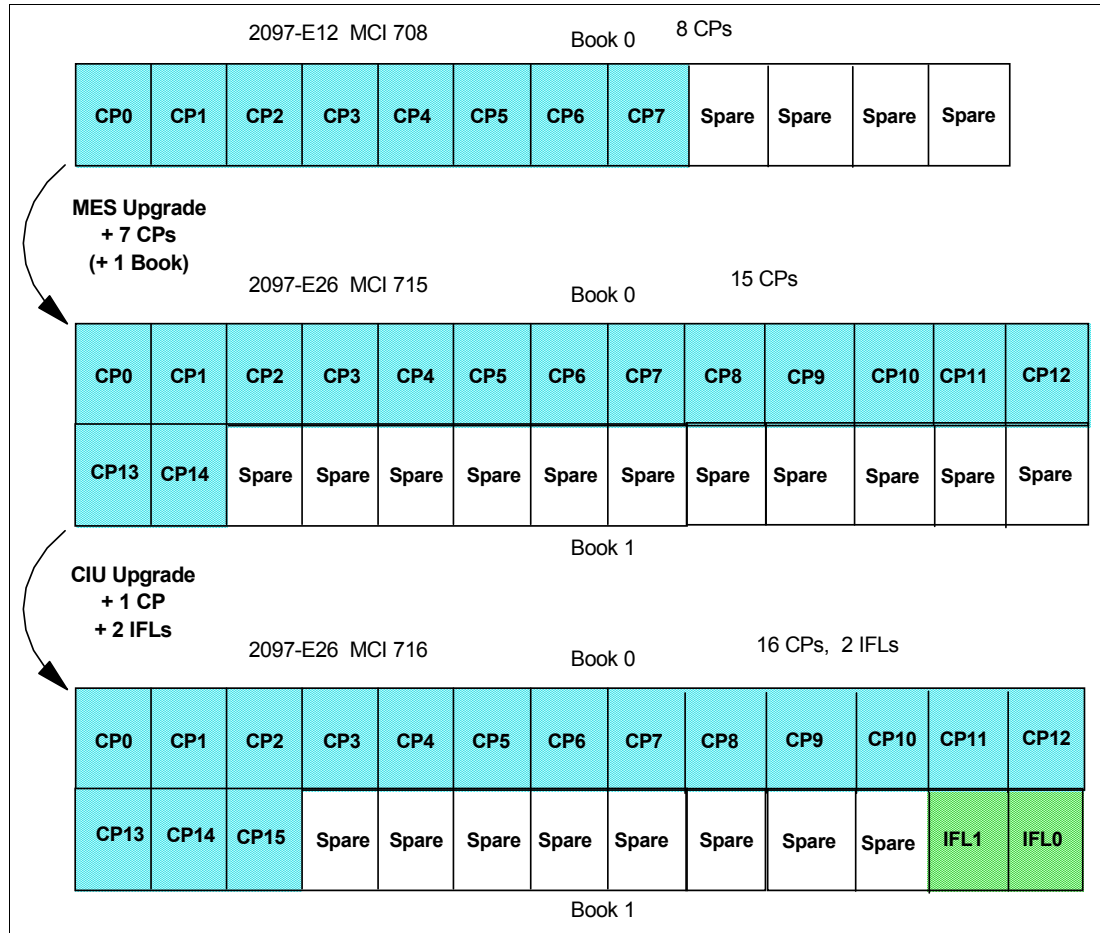 2097-E12 MCI 708 Book 0 8 CPs
CP0 CP1 CP2 CP3 CP4 CP5 CP6 CP7 Spare Spare Spare Spare
MES Upgrade
+ 7 CPs
(+ 1 Book)
2097-E26 MCI 715 Book 0 15 CPs
CP0 CP1 CP2 CP3 CP4 CP5 CP6 CP7 CP8 CP9 CP10 CP11 CP12
CP13 CP14 Spare Spare Spare Spare Spare Spare Spare Spare Spare Spare Spare
Book 1
CIU Upgrade
+ 1 CP
+ 2 IFLs
2097-E26 MCI 716 Book 0 16 CPs, 2 IFLs
CP0 CP1 CP2 CP3 CP4 CP5 CP6 CP7 CP8 CP9 CP10 CP11 CP12
CP13 CP14 CP15 Spare Spare Spare Spare Spare Spare Spare Spare IFL1 IFL0
Book 1